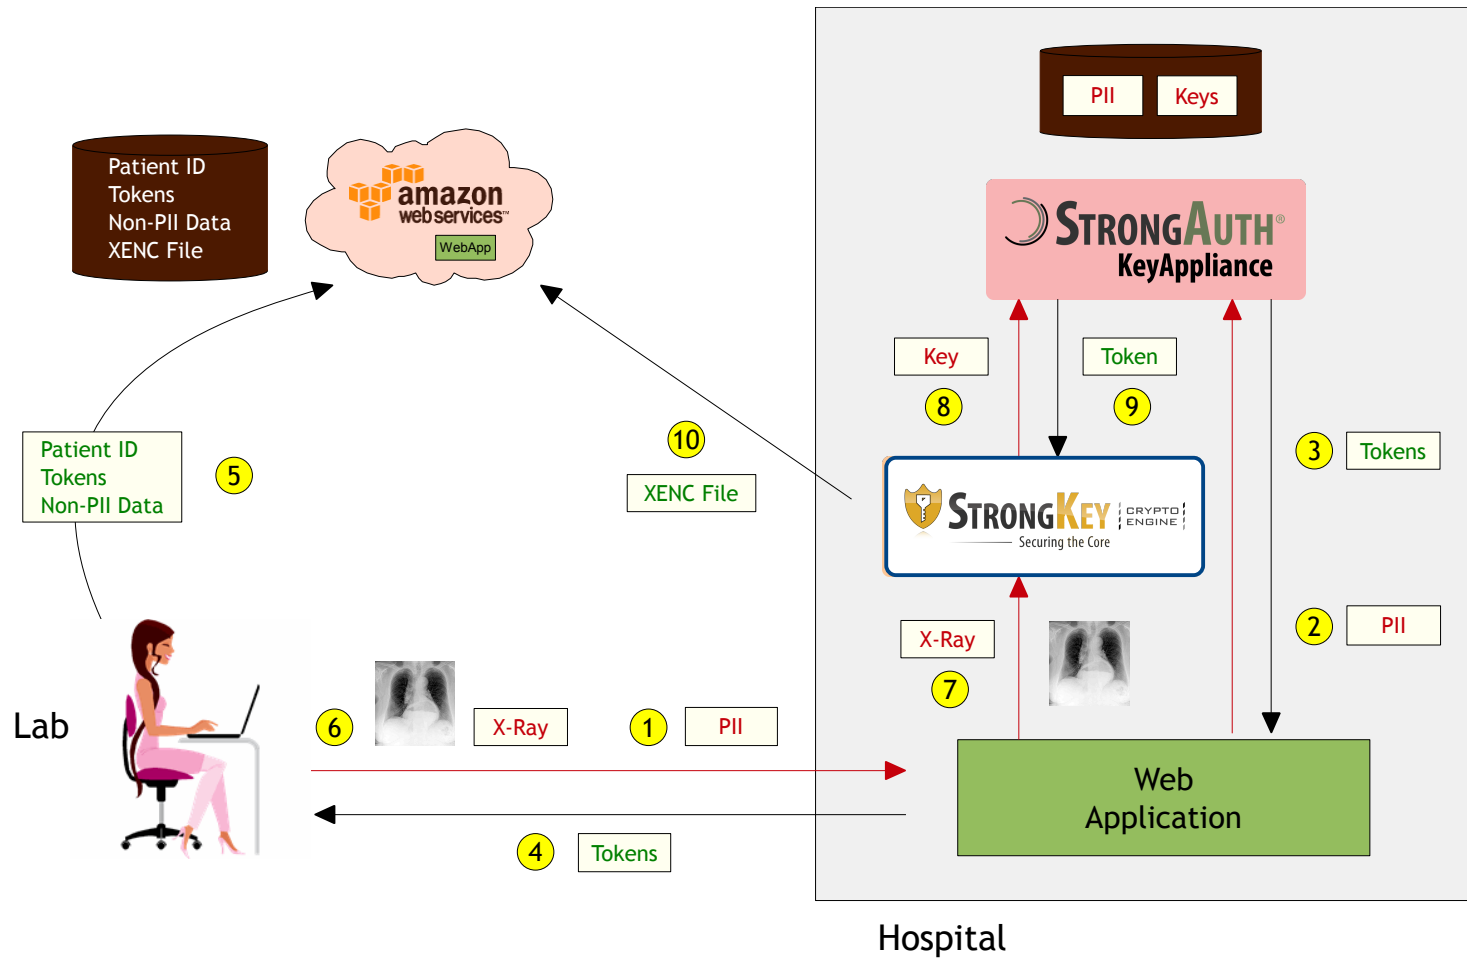 PII
Keys
Patient ID
Tokens
Non-PII Data
XENC File
amazon
web services™
WebApp
STRONGAUTH®
KeyAppliance
Key
Token
8
9
10
3
Tokens
Patient ID
Tokens
Non-PII Data
5
XENC File
STRONGKEY
CRYPTO
ENGINE
Securing the Core
X-Ray
7
2
PII
Lab
6
X-Ray
1
PII
Web
Application
4
Tokens
Hospital